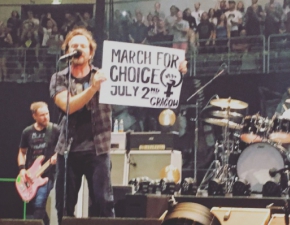 MARCH FOR
CHOICE
JULY 2ND
CRACOW